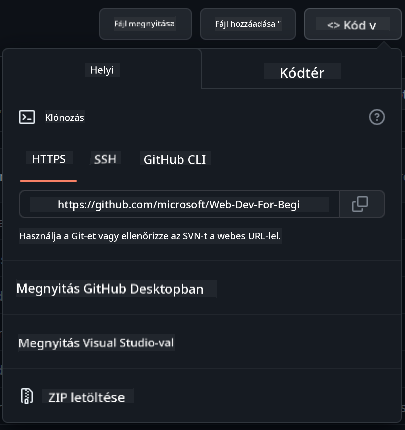 Fájl megnyitása
Fájl hozzáadása
<> Kód v
Helyi
Kódtér
Klónozás
HTTPS
SSH
GitHub CLI
https://github.com/microsoft/Web-Dev-For-Begi
Használja a Git-et vagy ellenőrizze az SVN-t a webes URL-lel.
Megnyitás GitHub Desktopban
Megnyitás Visual Studio-val
ZIP letöltése